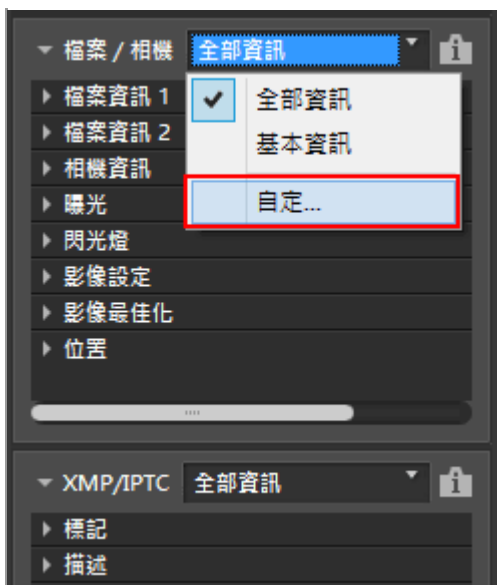 檔案 / 相機 全部資訊
檔案資訊 1
全部資訊
檔案資訊 2
基本資訊
相機資訊
曝光
自定...
閃光燈
影像設定
影像最佳化
位置
XMP/IPTC 全部資訊
標記
描述